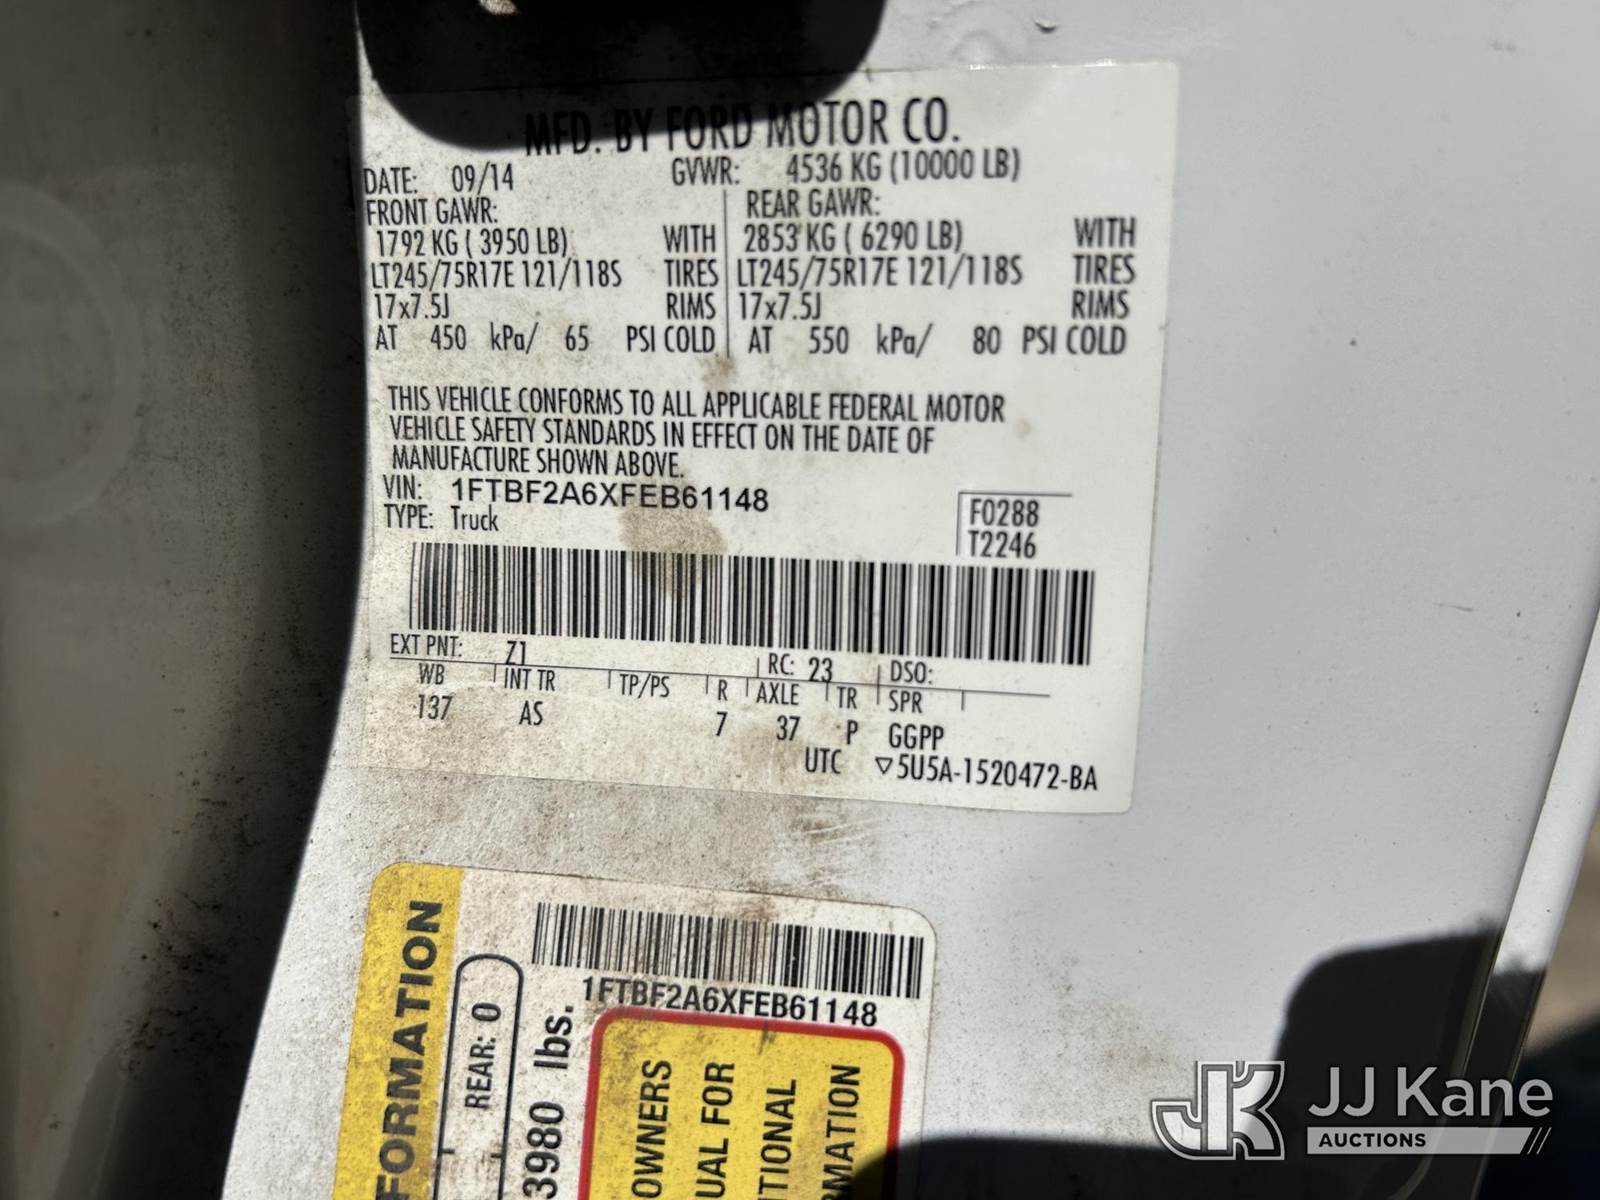 MFD. BY FORD MOTOR CO.
DATE: 09/14 GVWR: 4536 KG (10000 LB)
FRONT GAWR: REAR GAWR:
1792 KG ( 3950 LB) WITH 2853 KG ( 6290 LB) WITH
LT245/75R17E 121/118S TIRES LT245/75R17E 121/118S TIRES
17x7.5J RIMS 17x7.5J RIMS
AT 450 kPa/ 65 PSI COLD AT 550 kPa/ 80 PSI COLD
THIS VEHICLE CONFORMS TO ALL APPLICABLE FEDERAL MOTOR
VEHICLE SAFETY STANDARDS IN EFFECT ON THE DATE OF
MANUFACTURE SHOWN ABOVE.
VIN: 1FTBF2A6XFEB61148
TYPE: Truck
F0288
T2246
EXT PNT: Z1 RC: 23 DSO:
WB INT TR TP/PS R AXLE TR SPR
137 AS 7 37 P GGPP
UTC ▽5U5A-1520472-BA
1FTBF2A6XFEB61148
FORMATION
REAR: 0
3980 lbs.
OWNERS
UAL FOR
ITIONAL
RMATION
JK JJ Kane
AUCTIONS